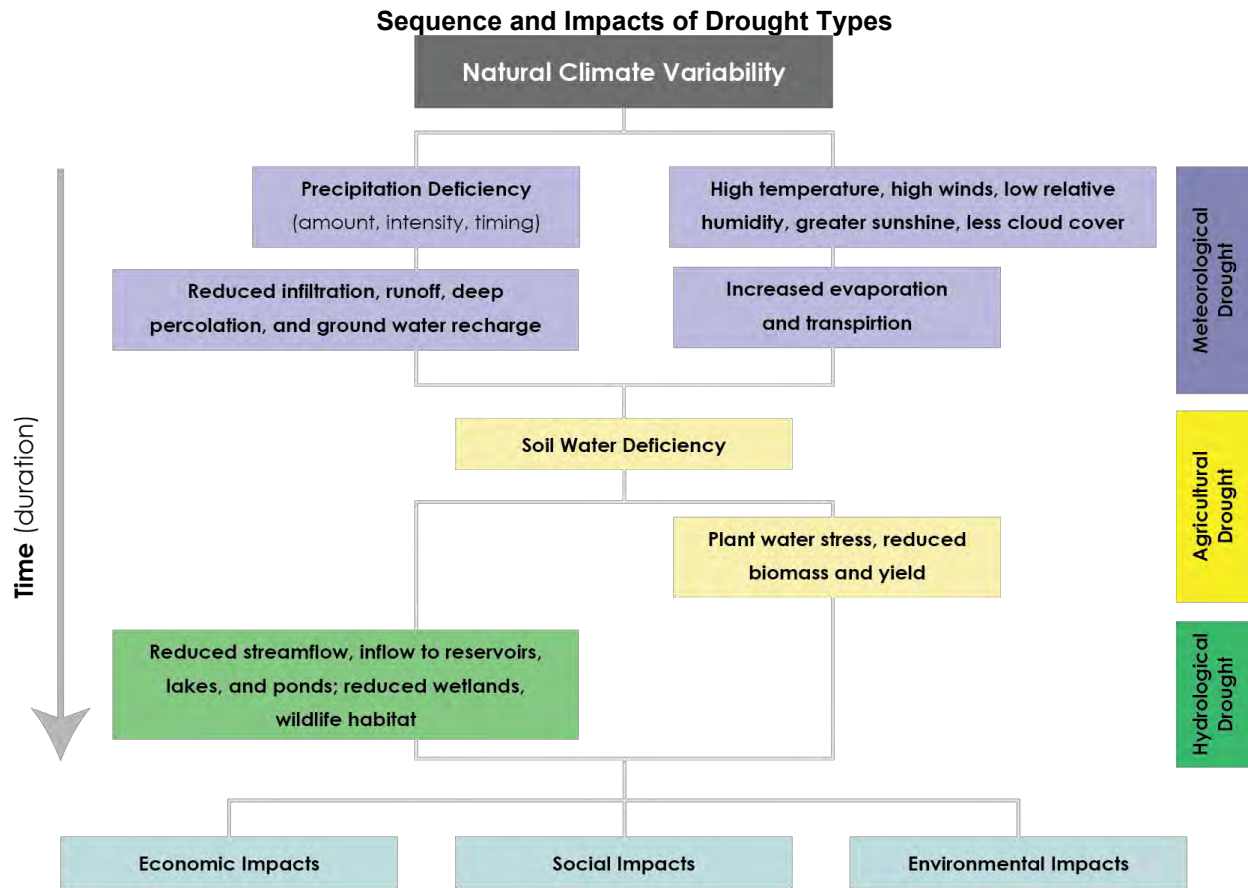 Sequence and Impacts of Drought Types
Natural Climate Variability
Precipitation Deficiency
(amount, intensity, timing)
High temperature, high winds, low relative
humidity, greater sunshine, less cloud cover
Reduced infiltration, runoff, deep
percolation, and ground water recharge
Increased evaporation
and transpirtion
Meteorological
Drought
Time (duration)
Soil Water Deficiency
Plant water stress, reduced
biomass and yield
Agricultural
Drought
Reduced streamflow, inflow to reservoirs,
lakes, and ponds; reduced wetlands,
wildlife habitat
Hydrological
Drought
Economic Impacts
Social Impacts
Environmental Impacts